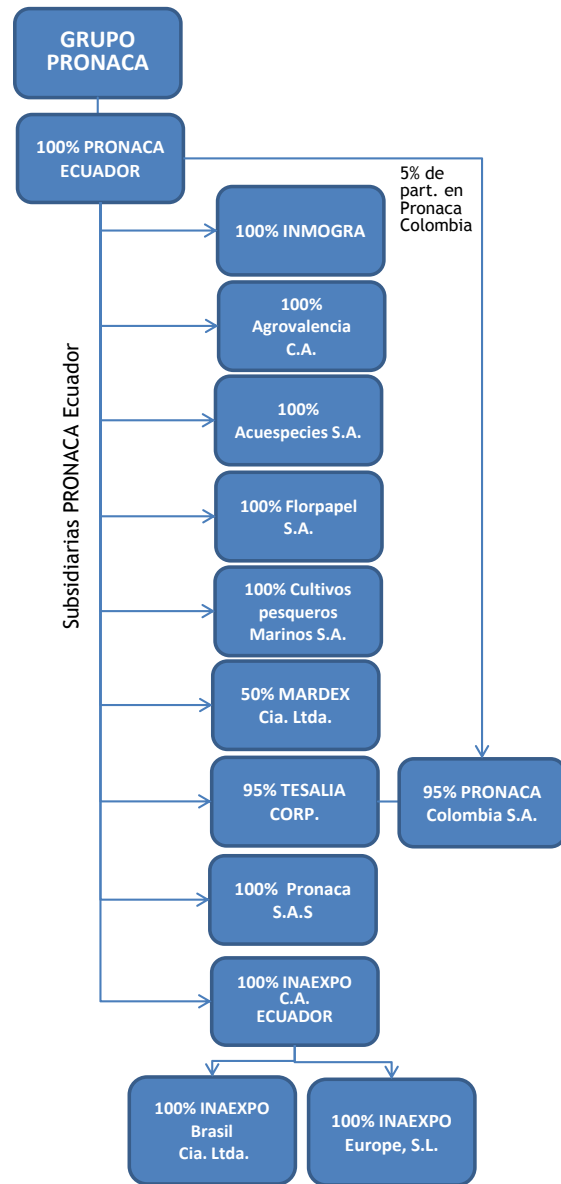 GRUPO
PRONACA
100% PRONACA
ECUADOR
5% de
part. en
Pronaca
Colombia
Subsidiarias PRONACA Ecuador
100% INMOGRA
100%
Agrovalencia
C.A.
100%
Acuespecies S.A.
100% Florpapel
S.A.
100% Cultivos
pesqueros
Marinos S.A.
50% MARDEX
Cia. Ltda.
95% TESALIA
CORP.
95% PRONACA
Colombia S.A.
100% Pronaca
S.A.S
100% INAEXPO
C.A.
ECUADOR
100% INAEXPO
Brasil
Cia. Ltda.
100% INAEXPO
Europe, S.L.